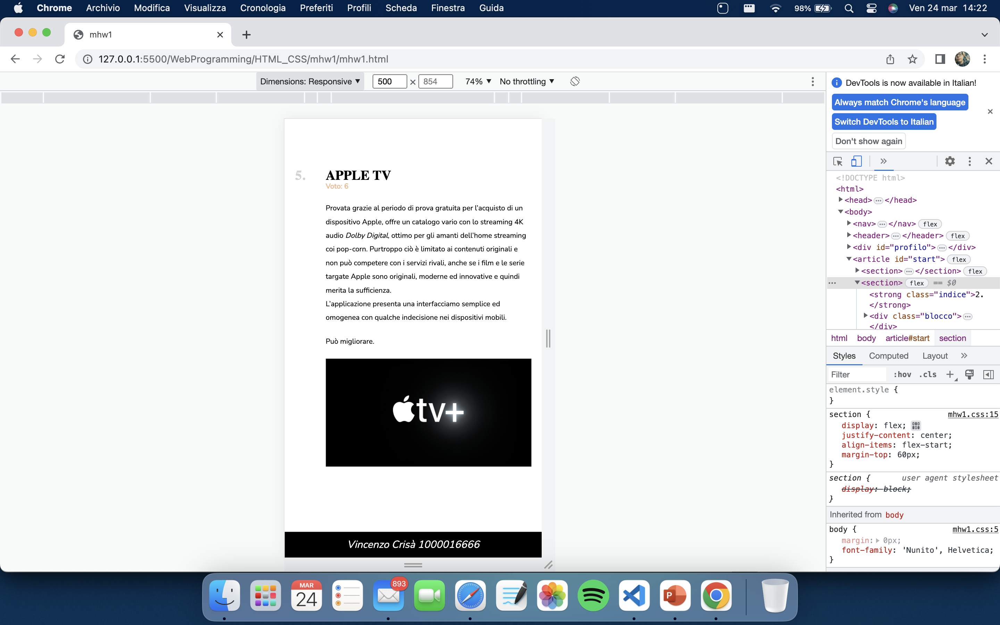 Chrome Archivio Modifica Visualizza Cronologia Preferiti Profili Scheda Finestra Guida 98% Ven 24 mar 14:22
mhw1
127.0.0.1:5500/WebProgramming/HTML_CSS/mhw1/mhw1.html
Dimensions: Responsive ▼ 500 × 854 74% ▼ No throttling ▼
DevTools is now available in Italian!
Always match Chrome's language
Switch DevTools to Italian
Don't show again
5. APPLE TV
Voto: 6
Provata grazie al periodo di prova gratuita per l'acquisto di un
dispositivo Apple, offre un catalogo vario con lo streaming 4K
audio Dolby Digital, ottimo per gli amanti dell'home streaming
coi pop-corn. Purtroppo ciò è limitato ai contenuti originali e
non può competere con i servizi rivali, anche se i film e le serie
targate Apple sono originali, moderne ed innovative e quindi
merita la sufficienza.
L'applicazione presenta una interfacciamo semplice ed
omogenea con qualche indecisione nei dispositivi mobili.
Può migliorare.
tv+
Vincenzo Crisà 1000016666
<!DOCTYPE html>
<html>
<head>…</head>
<body>
<nav>…</nav> flex
<header>…</header> flex
<div id="profilo">…</div>
<article id="start"> flex
<section>…</section> flex
… <section> flex == $0
<strong class="indice">2.
</strong>
<div class="blocco">…
</div>
html body article#start section
Styles Computed Layout »
Filter :hov .cls +
element.style {
}
section { mhw1.css:15
display: flex;
justify-content: center;
align-items: flex-start;
margin-top: 60px;
}
section { user agent stylesheet
display: block;
}
Inherited from body
body { mhw1.css:5
margin: 0px;
font-family: 'Nunito', Helvetica;
}
MAR
24
893
P